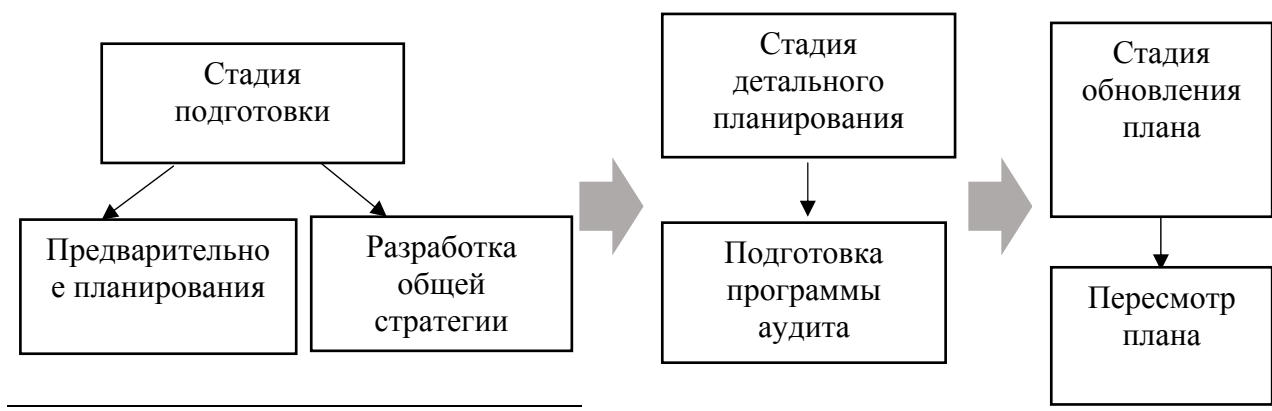 Стадия
подготовки
Предварительно
е планирования
Разработка
общей
стратегии
Стадия
детального
планирования
Подготовка
программы
аудита
Стадия
обновления
плана
Пересмотр
плана